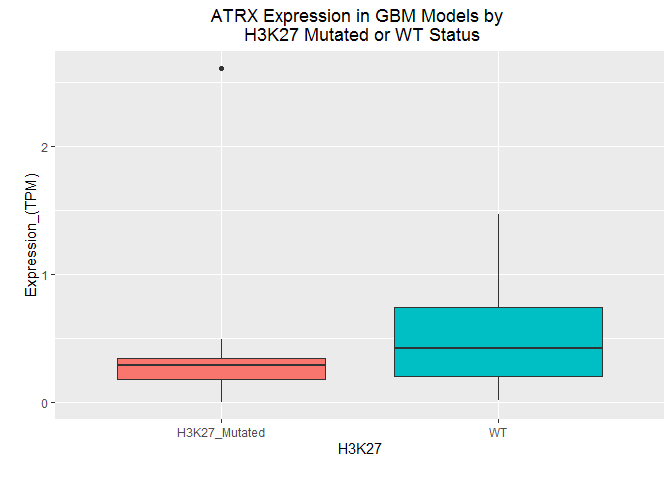 ATRX Expression in GBM Models by
H3K27 Mutated or WT Status
Expression_(TPM)
2
1
0
H3K27_Mutated
WT
H3K27